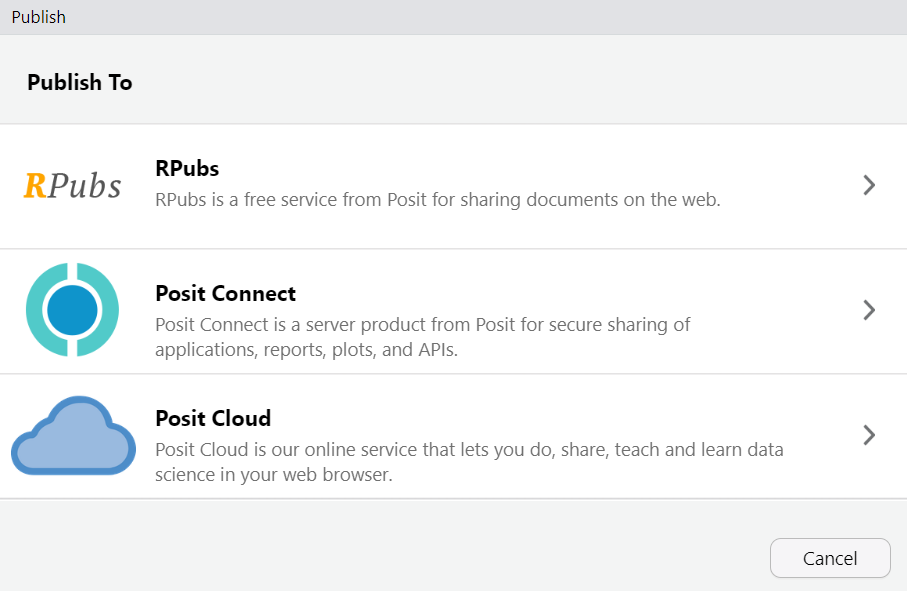 Publish
Publish To
RPubs
RPubs
RPubs is a free service from Posit for sharing documents on the web.
Posit Connect
Posit Connect is a server product from Posit for secure sharing of
applications, reports, plots, and APIs.
Posit Cloud
Posit Cloud is our online service that lets you do, share, teach and learn data
science in your web browser.
Cancel